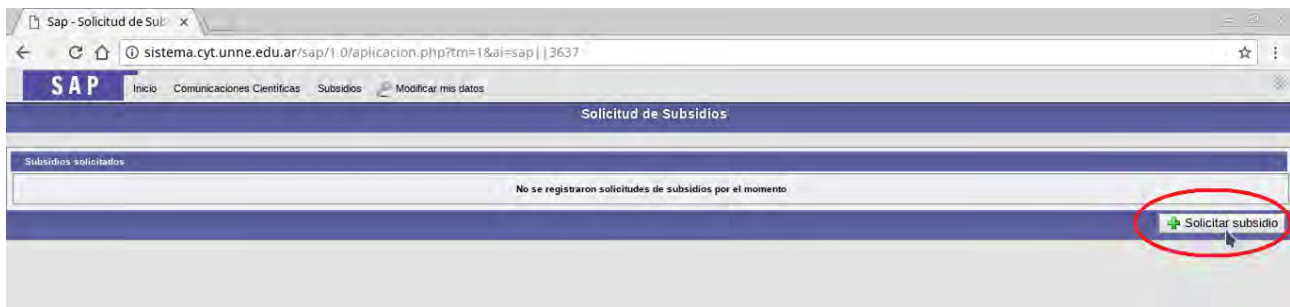 Sap - Solicitud de Sub
sistema.cyt.unne.edu.ar/sap/1.0/aplicacion.php?tm=1&ai=sap||3637
SAP Inicio Comunicaciones Científicas Subsidios Modificar mis datos
Solicitud de Subsidios
Subsidios solicitados
No se registraron solicitudes de subsidios por el momento
Solicitar subsidio